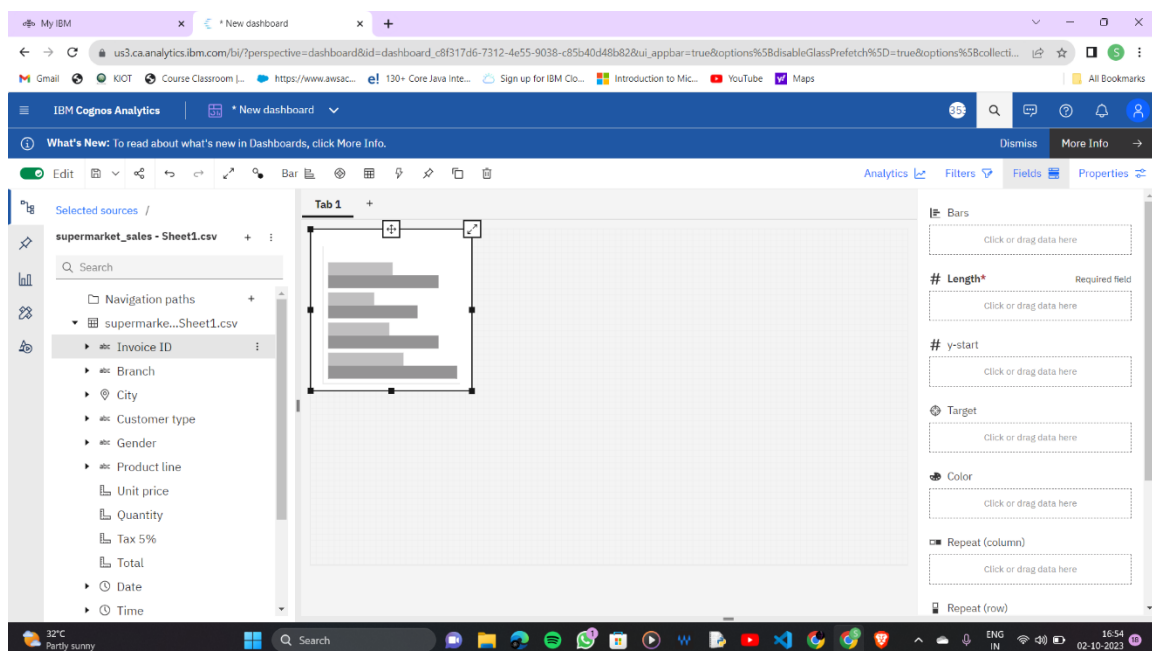 My IBM
* New dashboard
us3.ca.analytics.ibm.com/bi/?perspective=dashboard&id=dashboard_c8f317d6-7312-4e55-9038-c85b40d48b82&ui_appbar=true&options%5BdisableGlassPrefetch%5D=true&options%5Bcollecti...
Gmail KIOT Course Classroom |... https://www.awsac... 130+ Core Java Inte... Sign up for IBM Clo... Introduction to Mic... YouTube Maps All Bookmarks
IBM Cognos Analytics * New dashboard
What's New: To read about what's new in Dashboards, click More Info. Dismiss More Info
Edit Bar Analytics Filters Fields Properties
Selected sources /
supermarket_sales - Sheet1.csv
Search
Navigation paths
supermarke...Sheet1.csv
abc Invoice ID
abc Branch
City
abc Customer type
abc Gender
abc Product line
Unit price
Quantity
Tax 5%
Total
Date
Time
Tab 1 +
Bars
Click or drag data here
# Length* Required field
Click or drag data here
# y-start
Click or drag data here
Target
Click or drag data here
Color
Click or drag data here
Repeat (column)
Click or drag data here
Repeat (row)
32°C
Partly sunny
Search
ENG
IN
16:54
02-10-2023
18